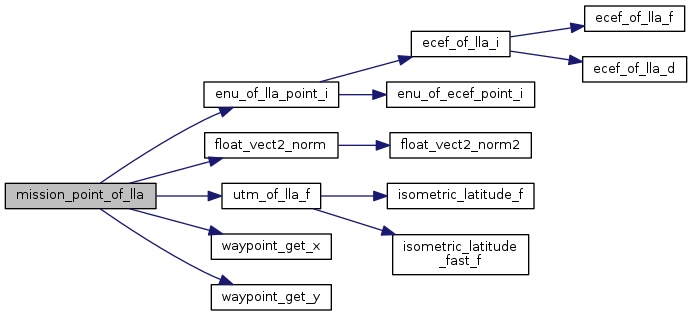 ecef_of_lla_f
ecef_of_lla_i
ecef_of_lla_d
enu_of_lla_point_i
enu_of_ecef_point_i
float_vect2_norm
float_vect2_norm2
mission_point_of_lla
utm_of_lla_f
isometric_latitude_f
waypoint_get_x
isometric_latitude
_fast_f
waypoint_get_y